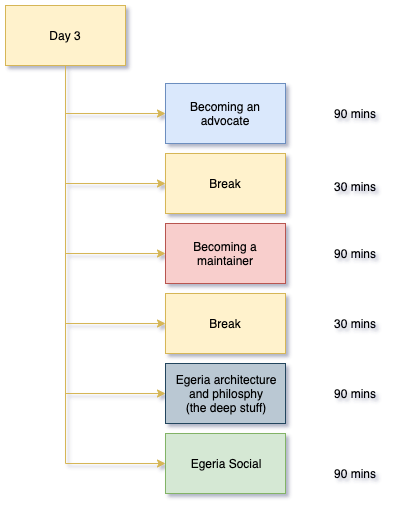 Day 3
Becoming an
advocate
90 mins
Break
30 mins
Becoming a
maintainer
90 mins
Break
30 mins
Egeria architecture
and philosphy
(the deep stuff)
90 mins
Egeria Social
90 mins